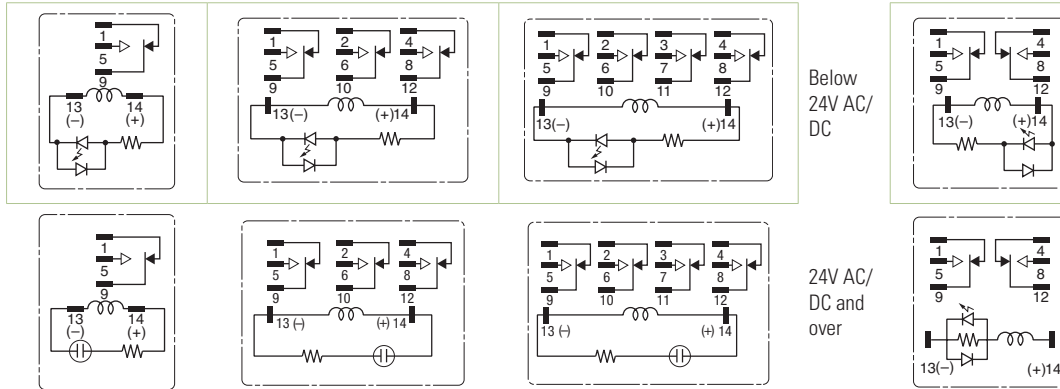 1
5
9
13 14
(–) (+)
1 2 4
5 6 8
9 10 12
13(–) (+)14
1 2 3 4
5 6 7 8
9 10 11 12
13(–) (+)14
Below
24V AC/
DC
1 4
5 8
9 12
13(–) (+)14
1
5
9
13 14
(–) (+)
1 2 4
5 6 8
9 10 12
13 (–) (+) 14
1 2 3 4
5 6 7 8
9 10 11 12
13 (–) (+) 14
24V AC/
DC and
over
1 4
5 8
9 12
13(–) (+)14